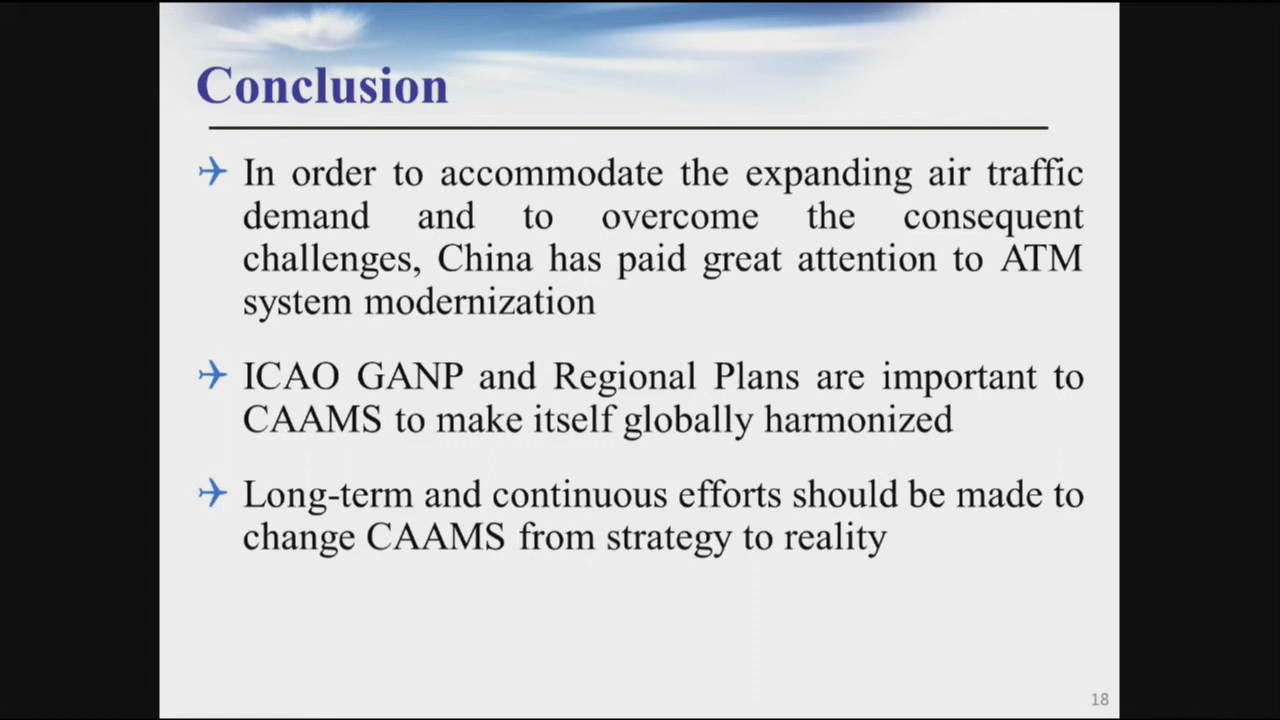 Conclusion
In order to accommodate the expanding air traffic
demand and to overcome the consequent
challenges, China has paid great attention to ATM
system modernization
ICAO GANP and Regional Plans are important to
CAAMS to make itself globally harmonized
Long-term and continuous efforts should be made to
change CAAMS from strategy to reality
18